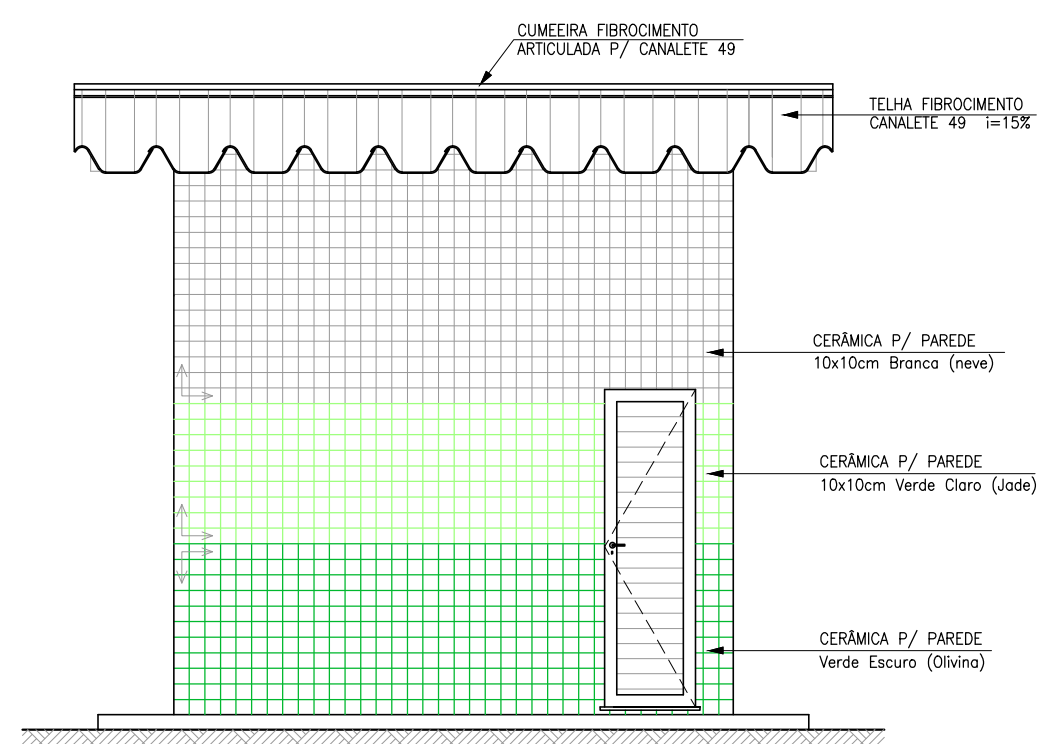 CUMEEIRA FIBROCIMENTO
ARTICULADA P/ CANALETE 49
TELHA FIBROCIMENTO
CANALETE 49 i=15%
CERÂMICA P/ PAREDE
10x10cm Branca (neve)
CERÂMICA P/ PAREDE
10x10cm Verde Claro (Jade)
CERÂMICA P/ PAREDE
Verde Escuro (Olivina)